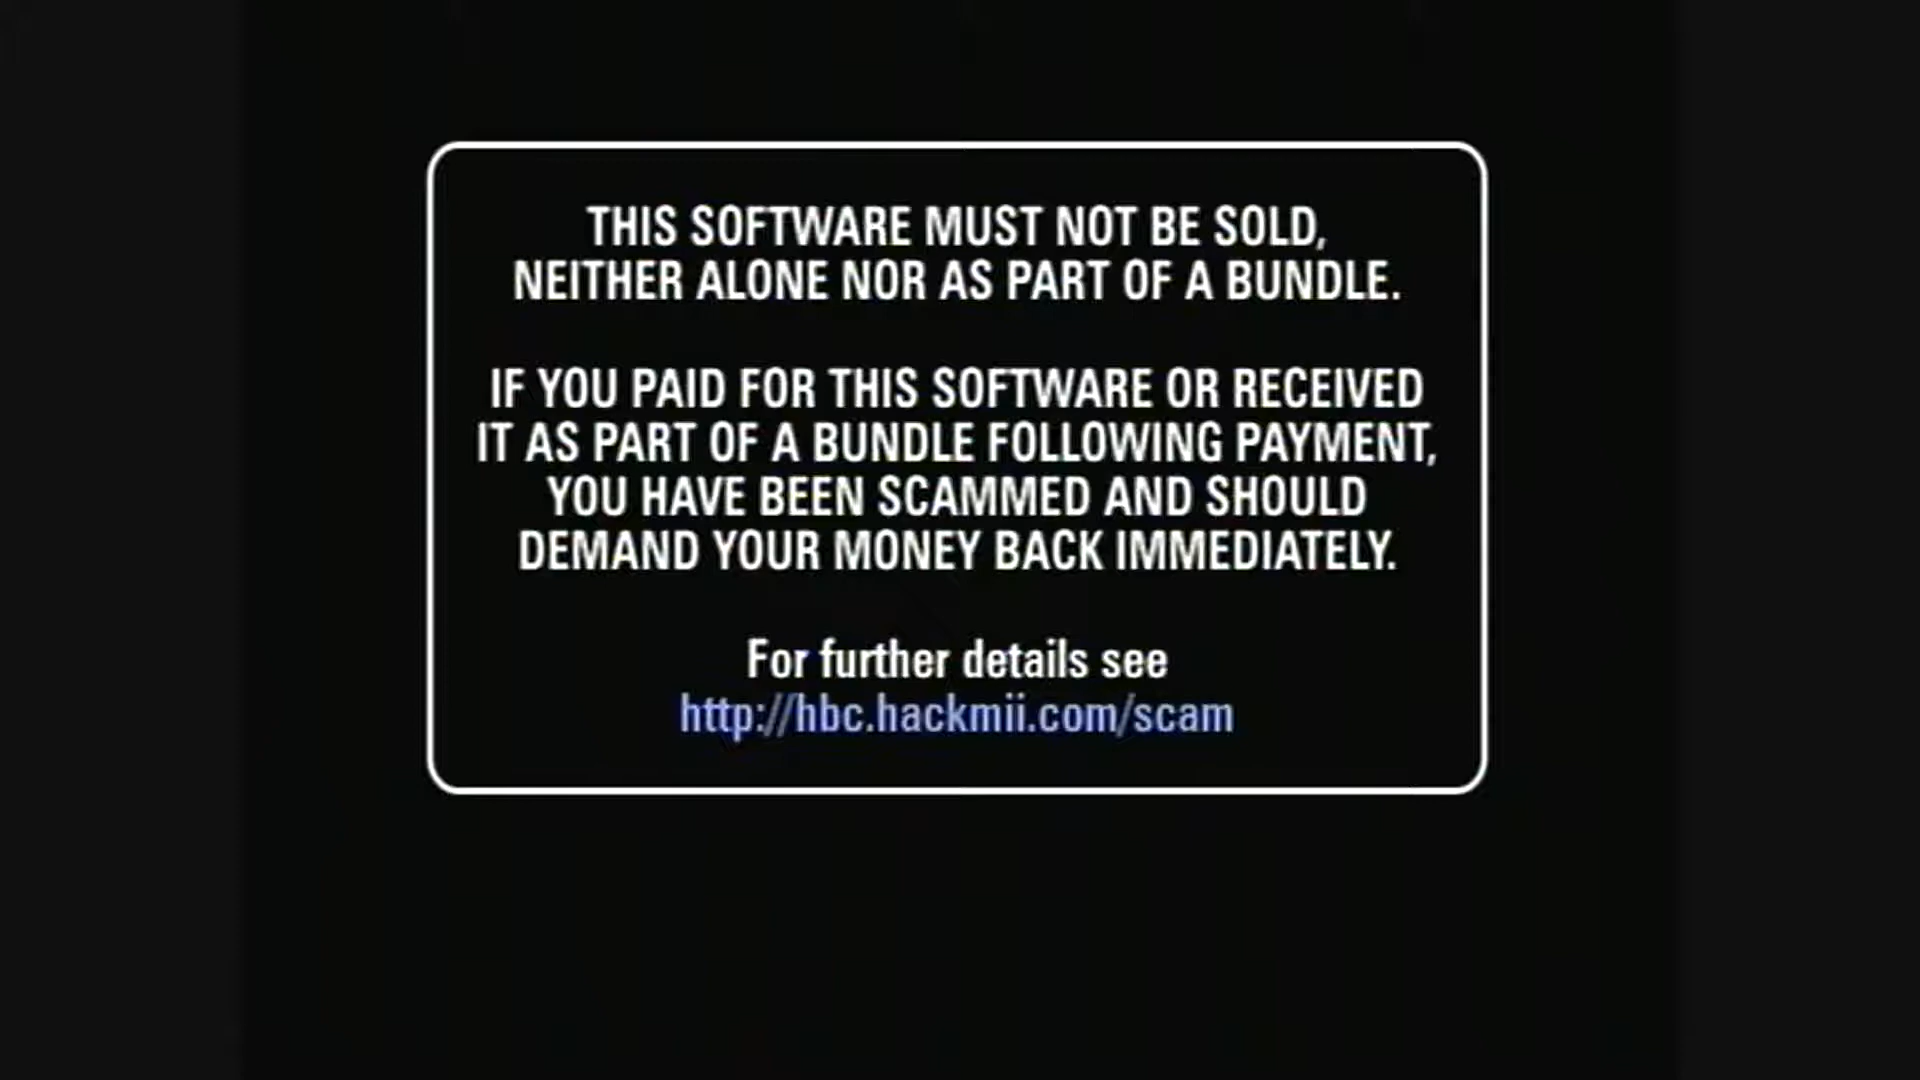 THIS SOFTWARE MUST NOT BE SOLD,
NEITHER ALONE NOR AS PART OF A BUNDLE.
IF YOU PAID FOR THIS SOFTWARE OR RECEIVED
IT AS PART OF A BUNDLE FOLLOWING PAYMENT,
YOU HAVE BEEN SCAMMED AND SHOULD
DEMAND YOUR MONEY BACK IMMEDIATELY.
For further details see
http://hbc.hackmii.com/scam